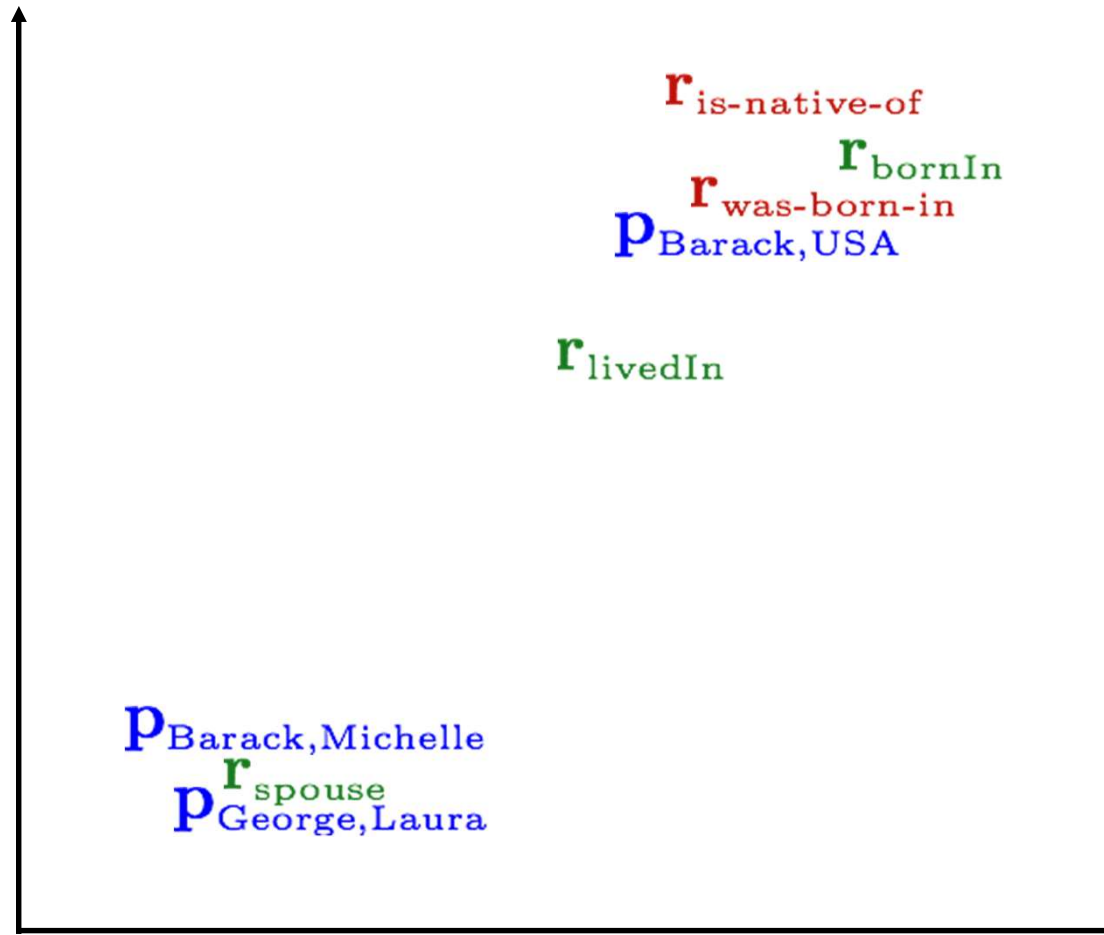 r is-native-of
r bornIn
r was-born-in
p Barack,USA
r livedIn
p Barack,Michelle
r spouse
p George,Laura